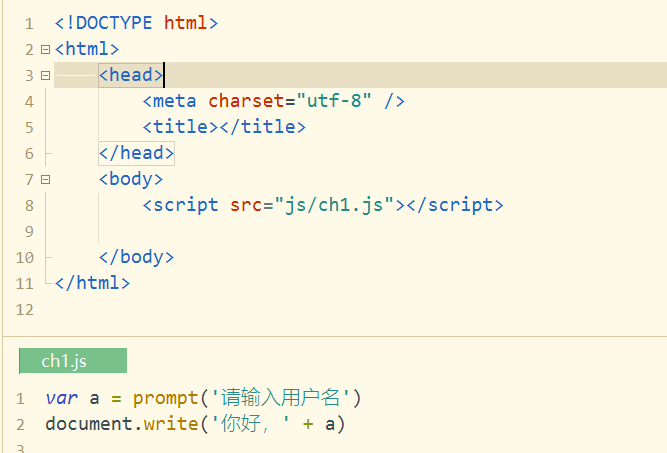 1 <!DOCTYPE html>
2 <html>
3 <head>
4 <meta charset="utf-8" />
5 <title></title>
6 </head>
7 <body>
8 <script src="js/ch1.js"></script>
9
10 </body>
11 </html>
12
ch1.js
1 var a = prompt('请输入用户名')
2 document.write('你好，' + a)
3